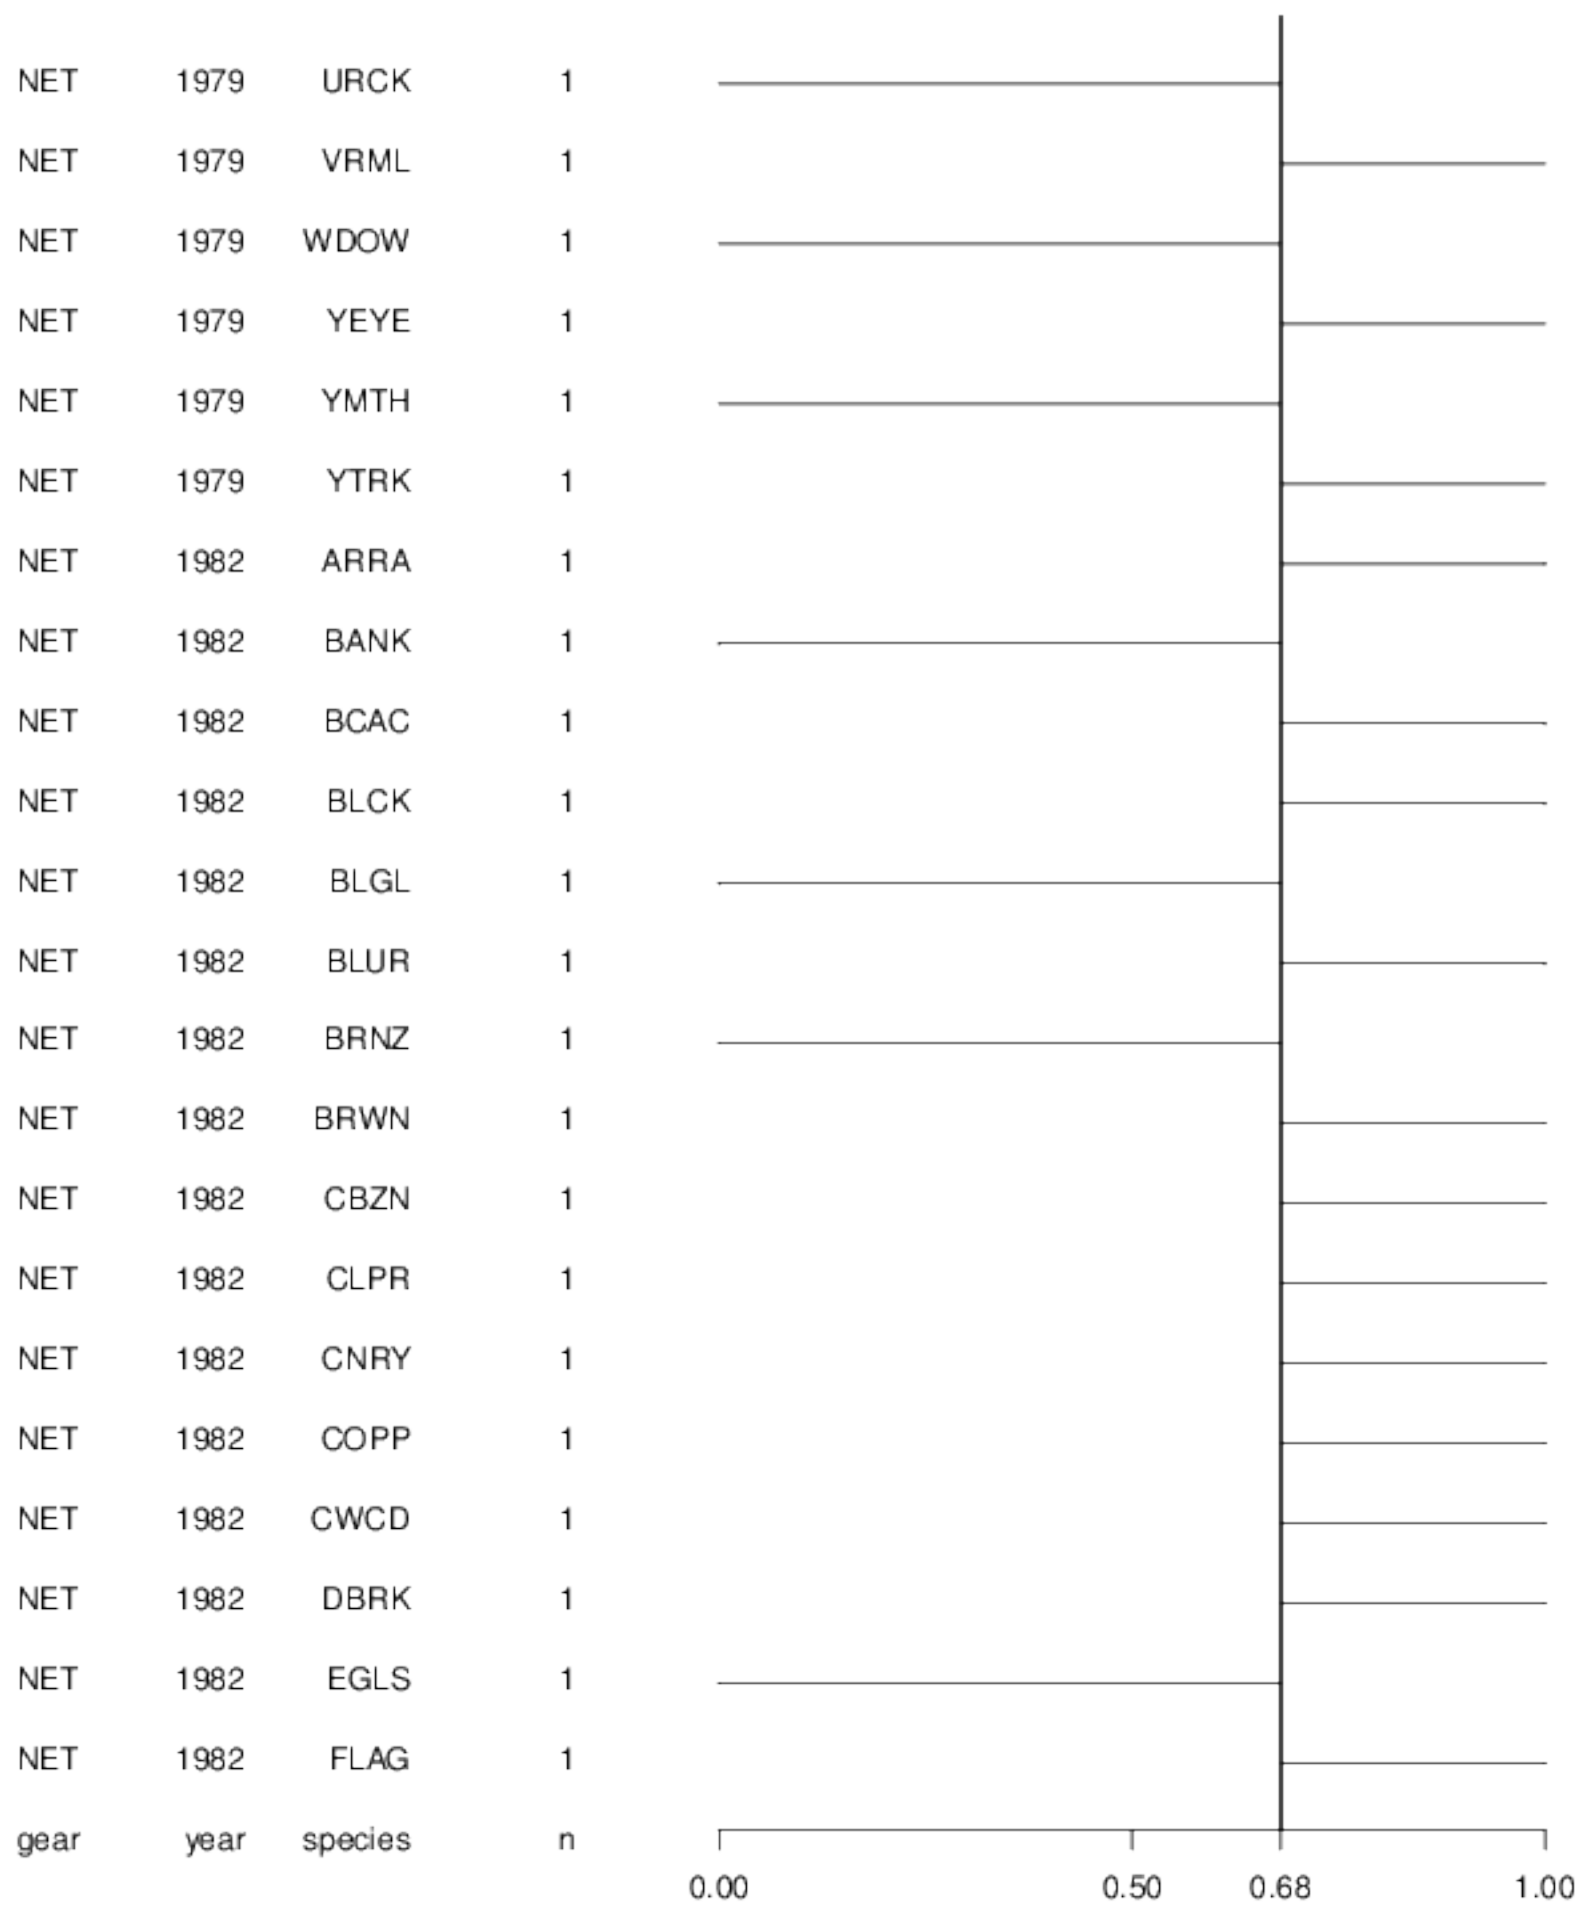 NET 1979 URCK 1
NET 1979 VRML 1
NET 1979 WDOW 1
NET 1979 YEYE 1
NET 1979 YMTH 1
NET 1979 YTRK 1
NET 1982 ARRA 1
NET 1982 BANK 1
NET 1982 BCAC 1
NET 1982 BLCK 1
NET 1982 BLGL 1
NET 1982 BLUR 1
NET 1982 BRNZ 1
NET 1982 BRWN 1
NET 1982 CBZN 1
NET 1982 CLPR 1
NET 1982 CNRY 1
NET 1982 COPP 1
NET 1982 CWCD 1
NET 1982 DBRK 1
NET 1982 EGLS 1
NET 1982 FLAG 1
gear year species n
0.00 0.50 0.68 1.00